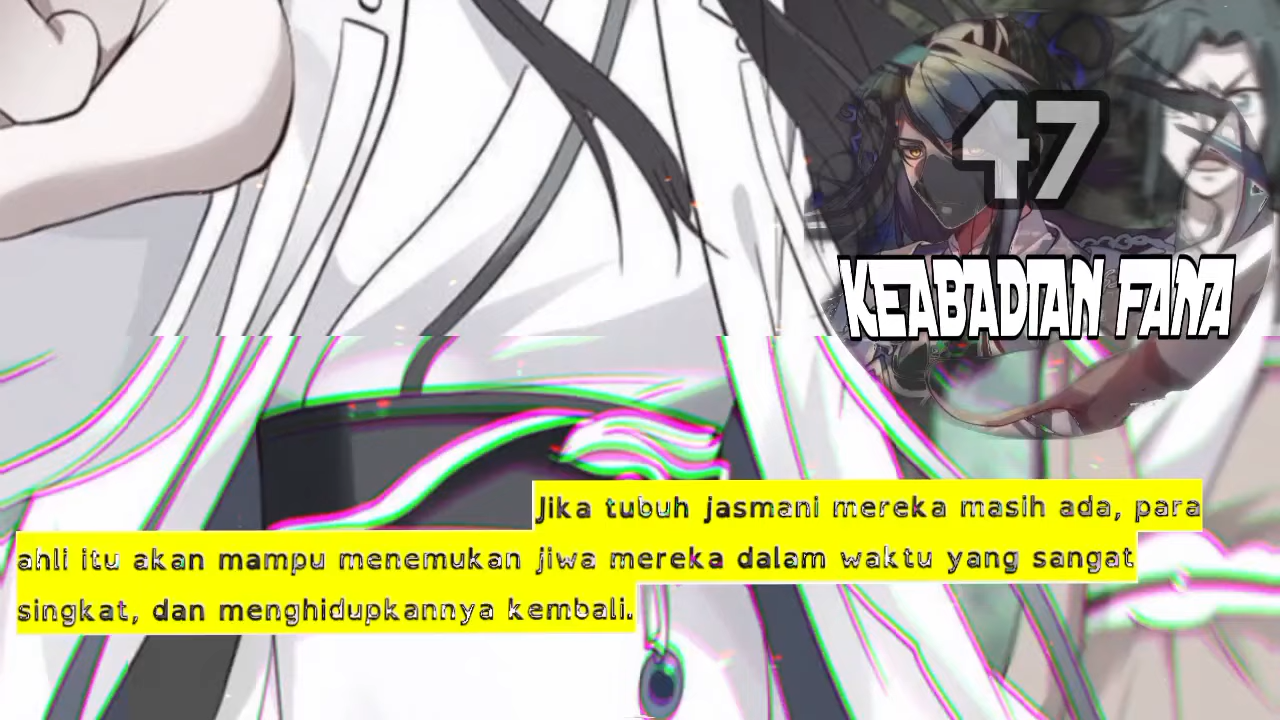 47
KEABADIAN FANA
Jika tubuh jasmani mereka masih ada, para
ahli itu akan mampu menemukan jiwa mereka dalam waktu yang sangat
singkat, dan menghidupkannya kembali.